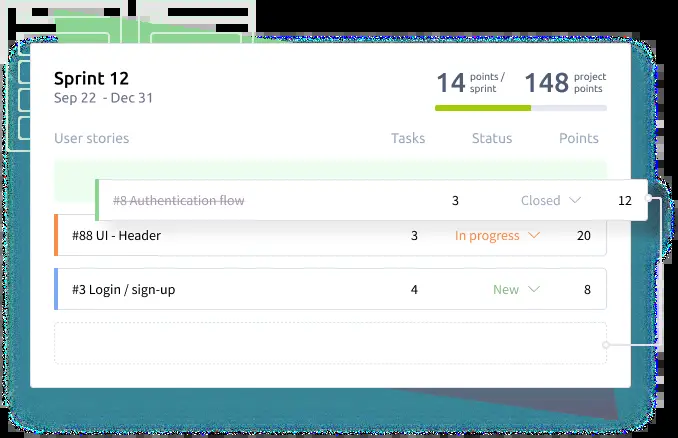 Sprint 12
Sep 22 - Dec 31
14 points / sprint 148 project points
User stories Tasks Status Points
#8 Authentication flow 3 Closed 12
#88 UI - Header 3 In progress 20
#3 Login / sign-up 4 New 8